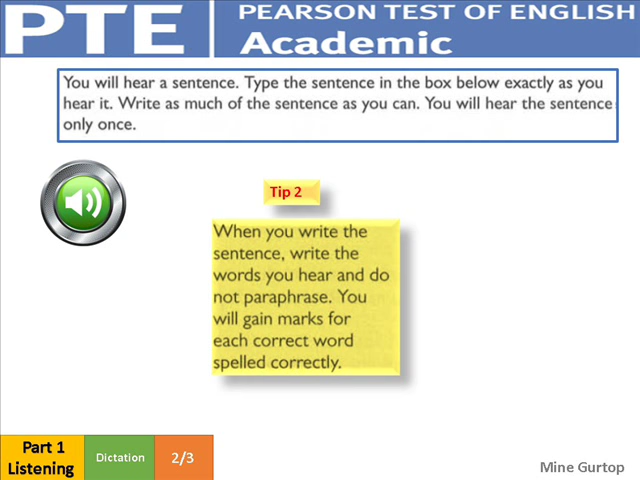 PTE
PEARSON TEST OF ENGLISH
Academic
You will hear a sentence. Type the sentence in the box below exactly as you
hear it. Write as much of the sentence as you can. You will hear the sentence
only once.
Tip 2
When you write the
sentence, write the
words you hear and do
not paraphrase. You
will gain marks for
each correct word
spelled correctly.
Part 1
Listening
Dictation
2/3
Mine Gurtop